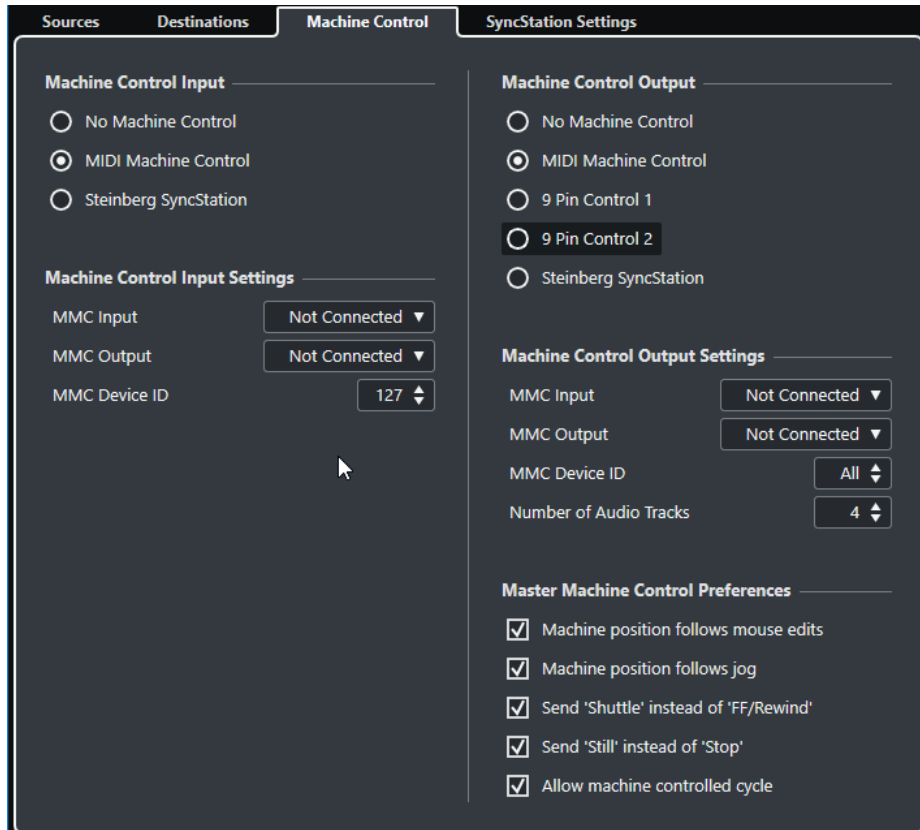 Sources Destinations Machine Control SyncStation Settings
Machine Control Input
No Machine Control
MIDI Machine Control
Steinberg SyncStation
Machine Control Input Settings
MMC Input Not Connected
MMC Output Not Connected
MMC Device ID 127
Machine Control Output
No Machine Control
MIDI Machine Control
9 Pin Control 1
9 Pin Control 2
Steinberg SyncStation
Machine Control Output Settings
MMC Input Not Connected
MMC Output Not Connected
MMC Device ID All
Number of Audio Tracks 4
Master Machine Control Preferences
Machine position follows mouse edits
Machine position follows jog
Send 'Shuttle' instead of 'FF/Rewind'
Send 'Still' instead of 'Stop'
Allow machine controlled cycle